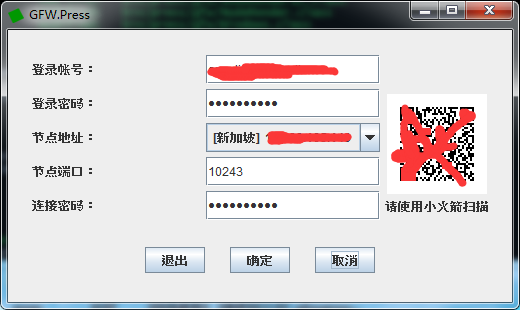 GFW.Press
登录帐号：
登录密码：
节点地址： [新加坡]
节点端口： 10243
连接密码：
请使用小火箭扫描
退出 确定 取消